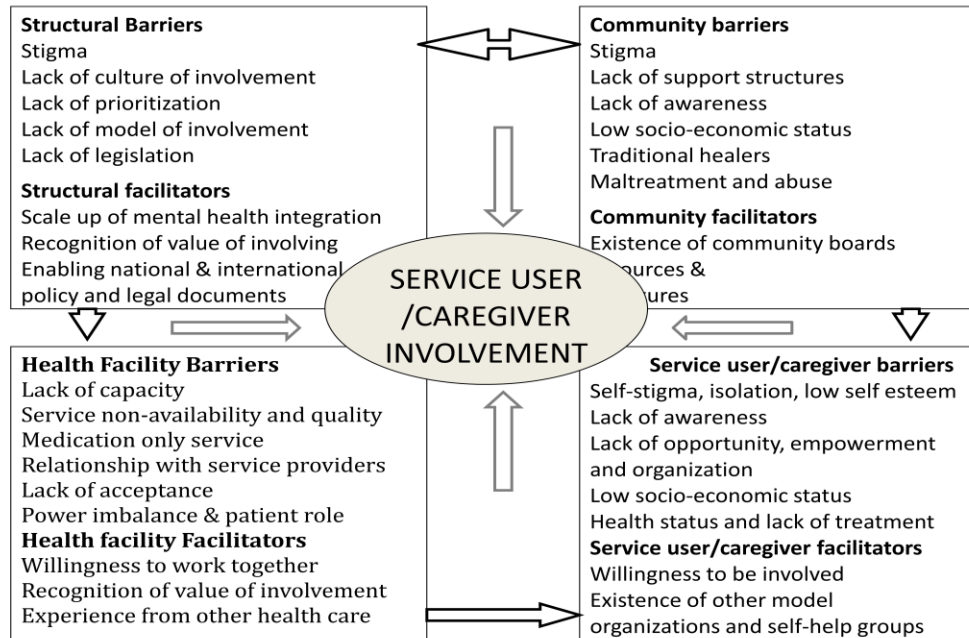 Structural Barriers
Stigma
Lack of culture of involvement
Lack of prioritization
Lack of model of involvement
Lack of legislation
Structural facilitators
Scale up of mental health integration
Recognition of value of involving
Enabling national & international
policy and legal documents
Community barriers
Stigma
Lack of support structures
Lack of awareness
Low socio-economic status
Traditional healers
Maltreatment and abuse
Community facilitators
Existence of community boards
&
SERVICE USER
/CAREGIVER
INVOLVEMENT
Health Facility Barriers
Lack of capacity
Service non-availability and quality
Medication only service
Relationship with service providers
Lack of acceptance
Power imbalance & patient role
Health facility Facilitators
Willingness to work together
Recognition of value of involvement
Experience from other health care
Service user/caregiver barriers
Self-stigma, isolation, low self esteem
Lack of awareness
Lack of opportunity, empowerment
and organization
Low socio-economic status
Health status and lack of treatment
Service user/caregiver facilitators
Willingness to be involved
Existence of other model
organizations and self-help groups